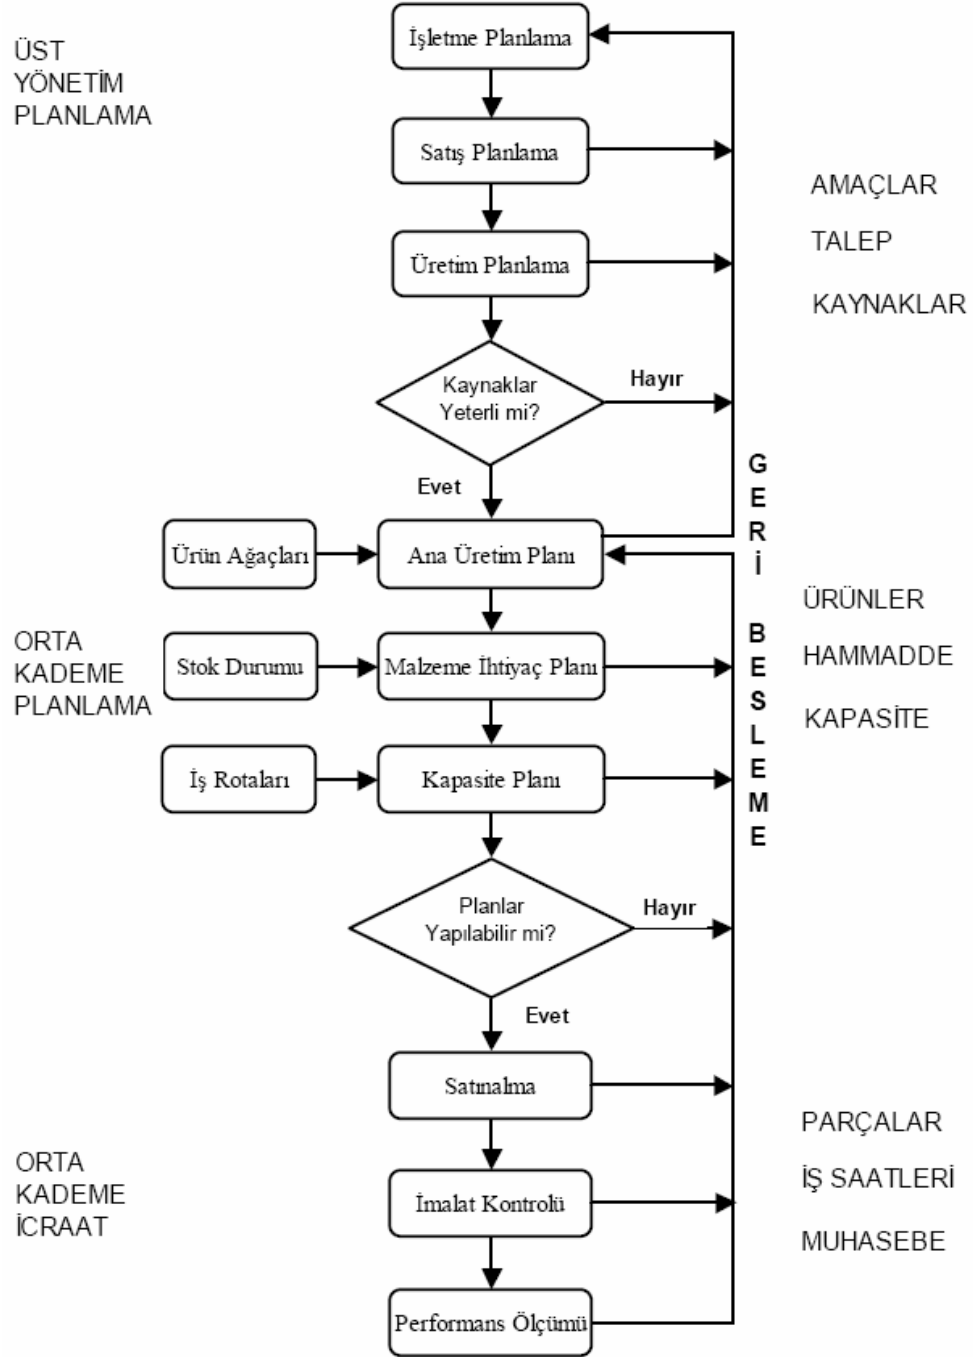 İşletme Planlama
ÜST
YÖNETİM
PLANLAMA
Satış Planlama
AMAÇLAR
TALEP
Üretim Planlama
KAYNAKLAR
Kaynaklar
Yeterli mi?
Hayır
Evet
GERİ BESLEME
Ürün Ağaçları
Ana Üretim Planı
ÜRÜNLER
ORTA
KADEME
PLANLAMA
Stok Durumu
Malzeme İhtiyaç Planı
HAMMADDE
KAPASİTE
İş Rotaları
Kapasite Planı
Planlar
Yapılabilir mi?
Hayır
Evet
Satınalma
PARÇALAR
ORTA
KADEME
İCRAAT
İmalat Kontrolü
İŞ SAATLERİ
MUHASEBE
Performans Ölçümü